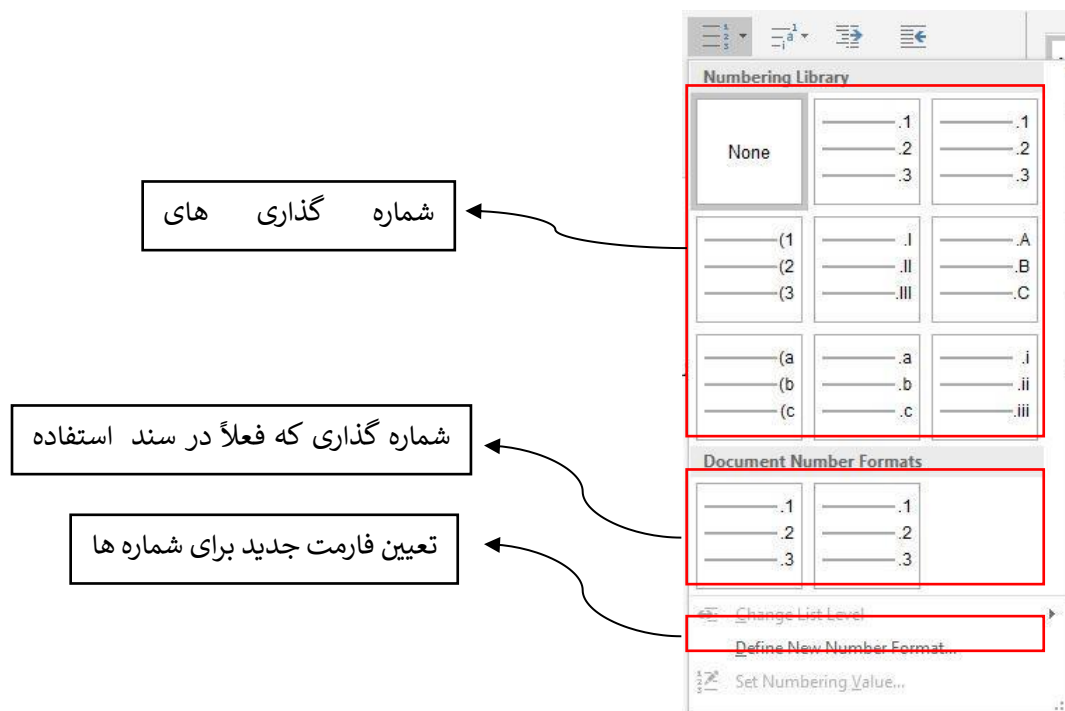 Numbering Library
None
.1
.2
.3
.1
.2
.3
(1
(2
(3
.I
.II
.III
.A
.B
.C
(a
(b
(c
.a
.b
.c
.i
.ii
.iii
شماره گذاری های
شماره گذاری که فعلاً در سند استفاده
تعیین فارمت جدید برای شماره ها
Document Number Formats
.1
.2
.3
.1
.2
.3
Change List Level
Define New Number Format...
Set Numbering Value...